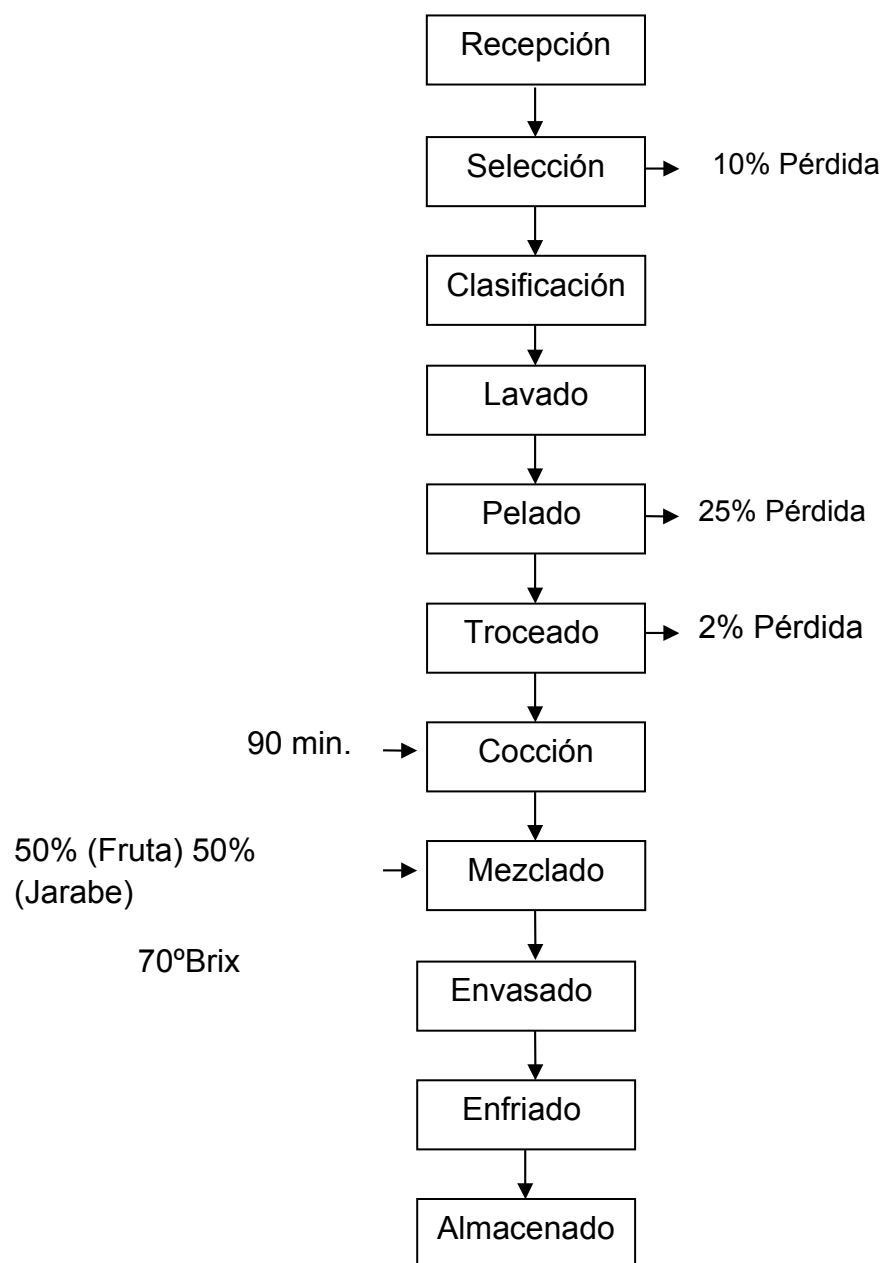 Recepción
Selección
10% Pérdida
Clasificación
Lavado
Pelado
25% Pérdida
Troceado
2% Pérdida
90 min.
Cocción
50% (Fruta) 50%
(Jarabe)
Mezclado
70ºBrix
Envasado
Enfriado
Almacenado